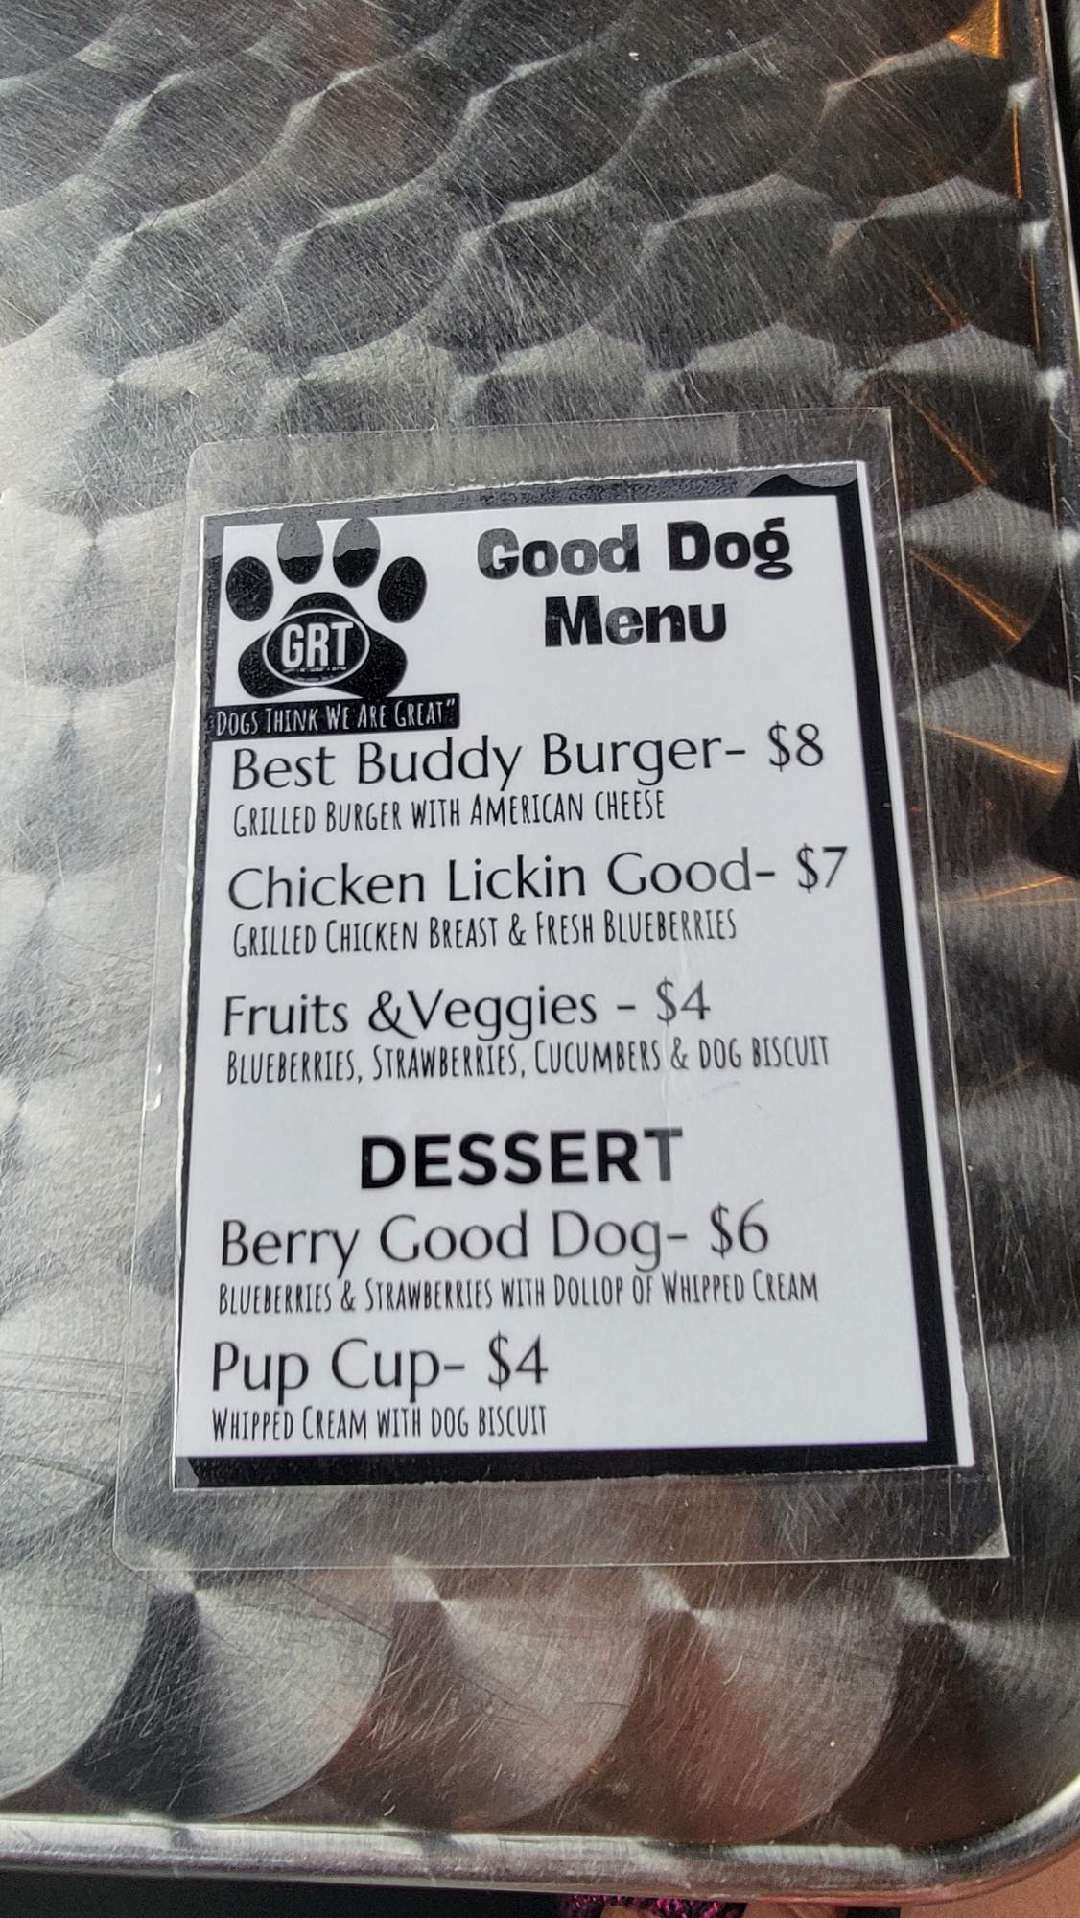 Good Dog
Menu
GRT
"Dogs Think We Are Great"
Best Buddy Burger- $8
Grilled Burger with American cheese
Chicken Lickin Good- $7
Grilled Chicken Breast & Fresh Blueberries
Fruits &Veggies - $4
Blueberries, Strawberries, Cucumbers & dog biscuit
DESSERT
Berry Good Dog- $6
Blueberries & Strawberries with Dollop of Whipped Cream
Pup Cup- $4
Whipped Cream with dog biscuit